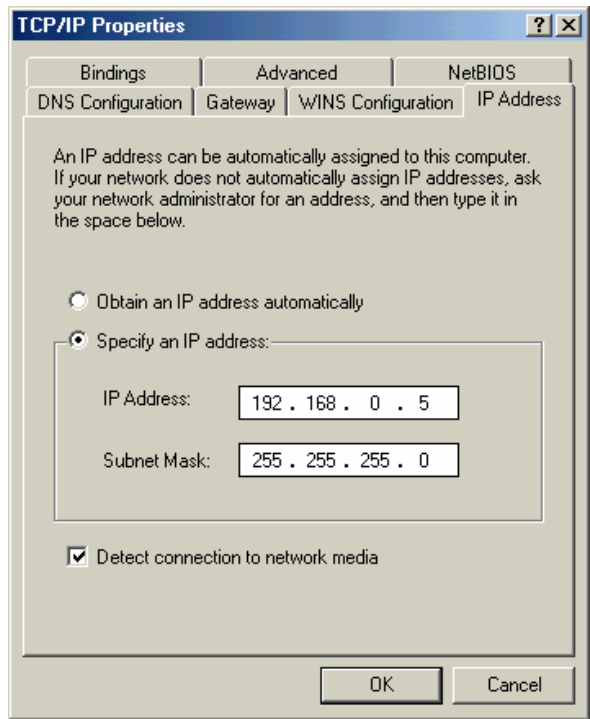 TCP/IP Properties
Bindings
Advanced
NetBIOS
DNS Configuration
Gateway
WINS Configuration
IP Address
An IP address can be automatically assigned to this computer.
If your network does not automatically assign IP addresses, ask
your network administrator for an address, and then type it in
the space below.
Obtain an IP address automatically
Specify an IP address:
IP Address:
192 . 168 . 0 . 5
Subnet Mask:
255 . 255 . 255 . 0
Detect connection to network media
OK
Cancel